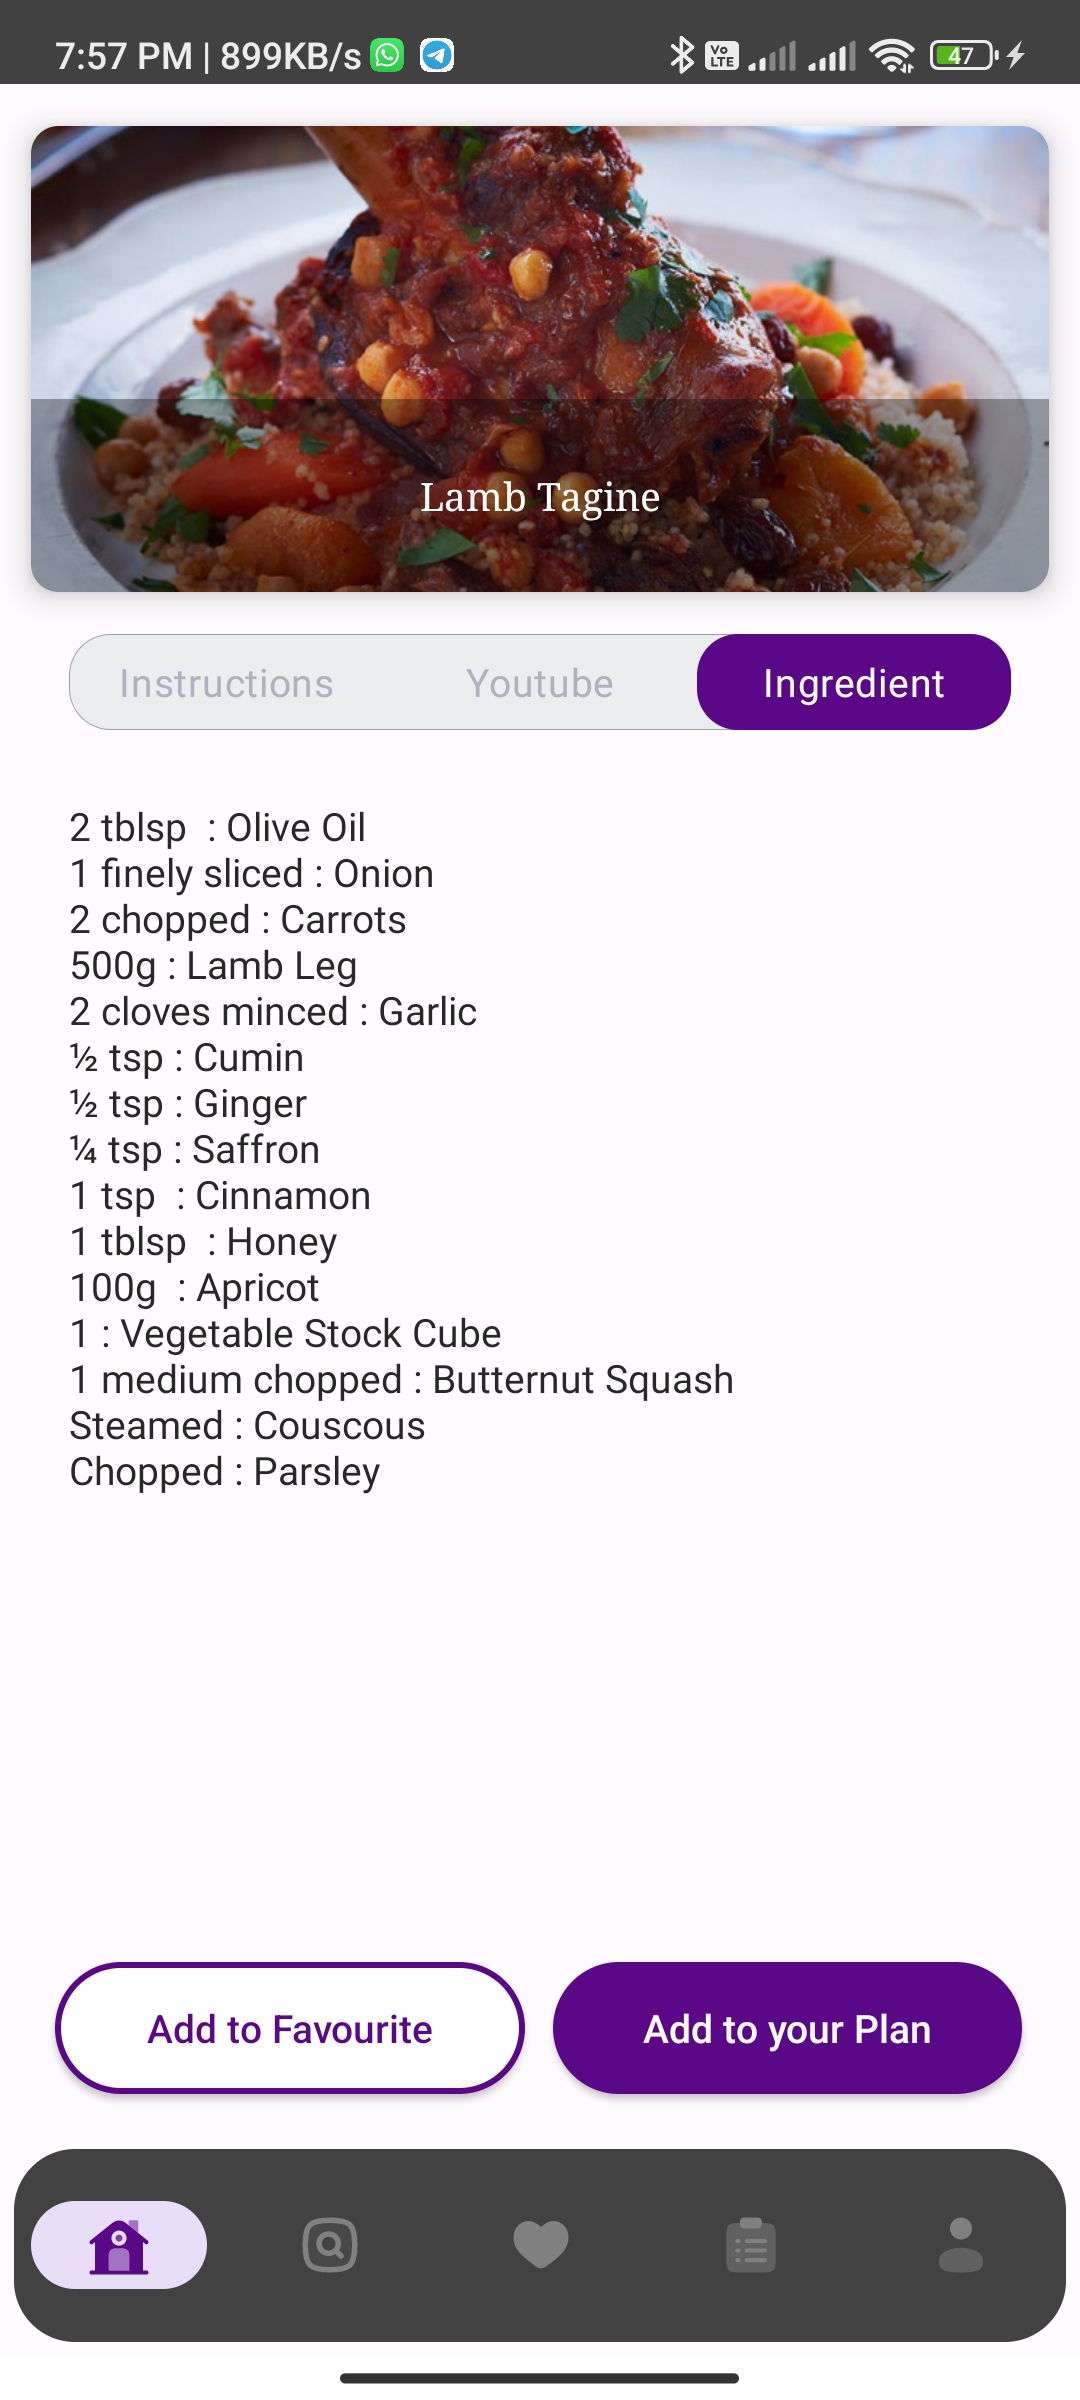 7:57 PM | 899KB/s Vo LTE 47
Lamb Tagine
Instructions Youtube Ingredient
2 tblsp  : Olive Oil
1 finely sliced : Onion
2 chopped : Carrots
500g : Lamb Leg
2 cloves minced : Garlic
½ tsp : Cumin
½ tsp : Ginger
¼ tsp : Saffron
1 tsp  : Cinnamon
1 tblsp  : Honey
100g  : Apricot
1 : Vegetable Stock Cube
1 medium chopped : Butternut Squash
Steamed : Couscous
Chopped : Parsley
Add to Favourite Add to your Plan